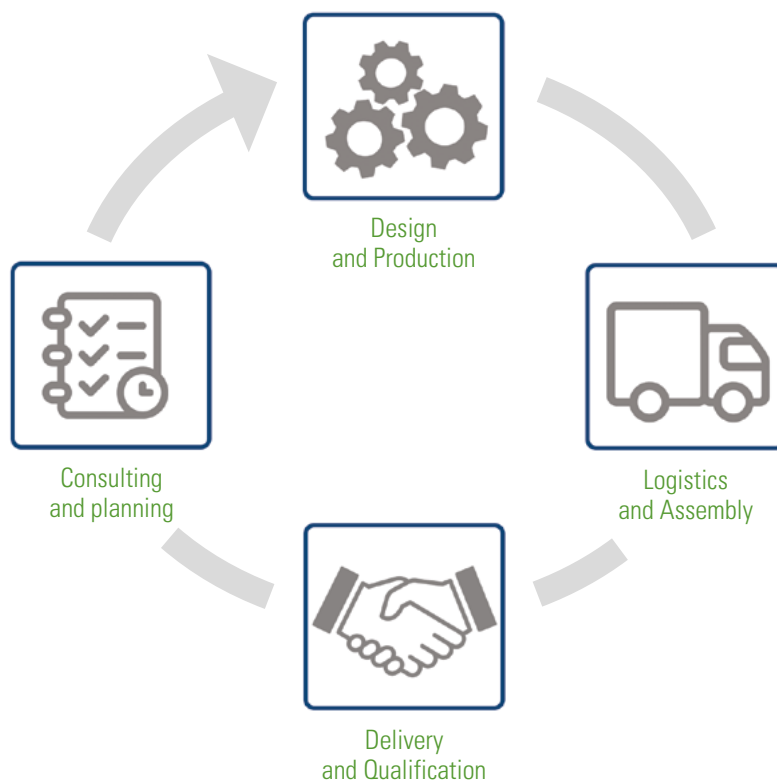 Design
and Production
Consulting
and planning
Logistics
and Assembly
Delivery
and Qualification